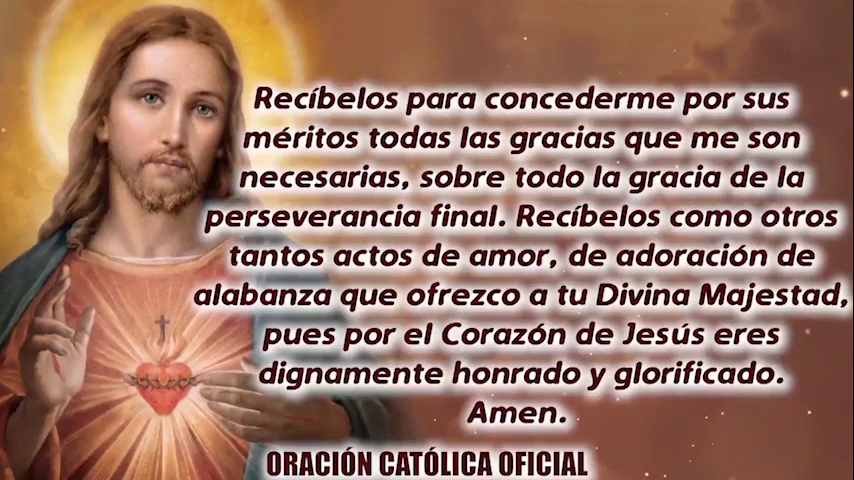 Recíbelos para concederme por sus
méritos todas las gracias que me son
necesarias, sobre todo la gracia de la
perseverancia final. Recíbelos como otros
tantos actos de amor, de adoración de
alabanza que ofrezco a tu Divina Majestad,
pues por el Corazón de Jesús eres
dignamente honrado y glorificado.
Amen.
ORACIÓN CATÓLICA OFICIAL